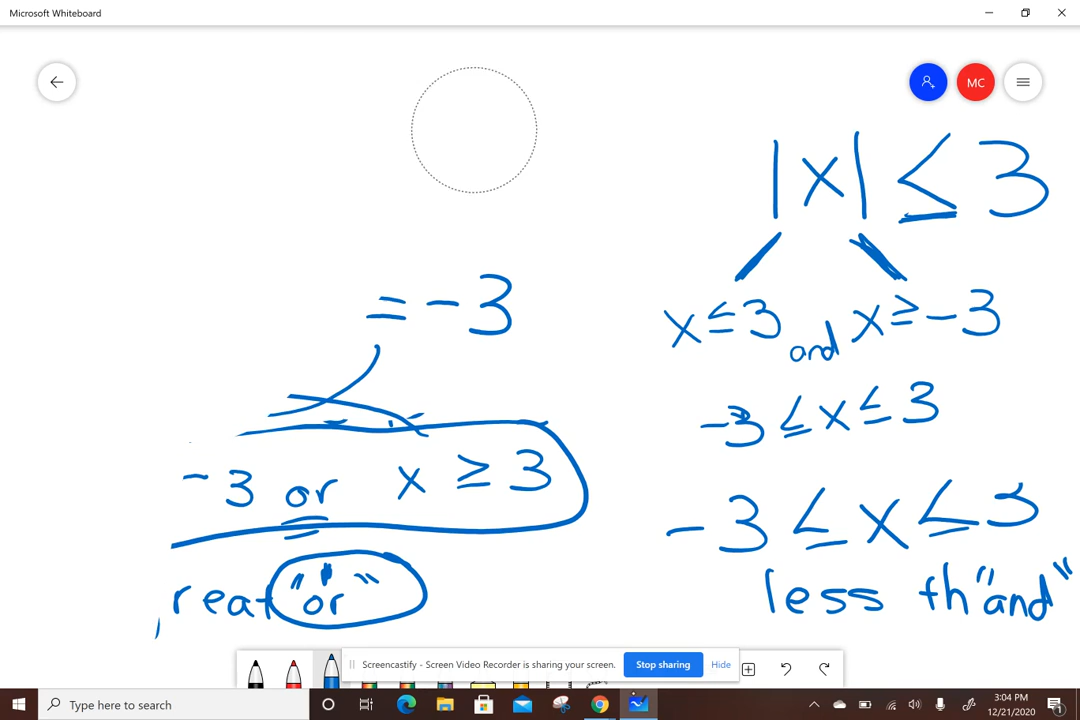 Microsoft Whiteboard
MC
|x| ≤ 3
= -3
x ≤ 3 and x ≥ -3
-3 ≤ x ≤ 3
-3 or x ≥ 3
-3 ≤ x ≤ 3
reat "or"
less th "and"
Screencastify - Screen Video Recorder is sharing your screen.
Stop sharing
Hide
Type here to search
3:04 PM
12/21/2020
1